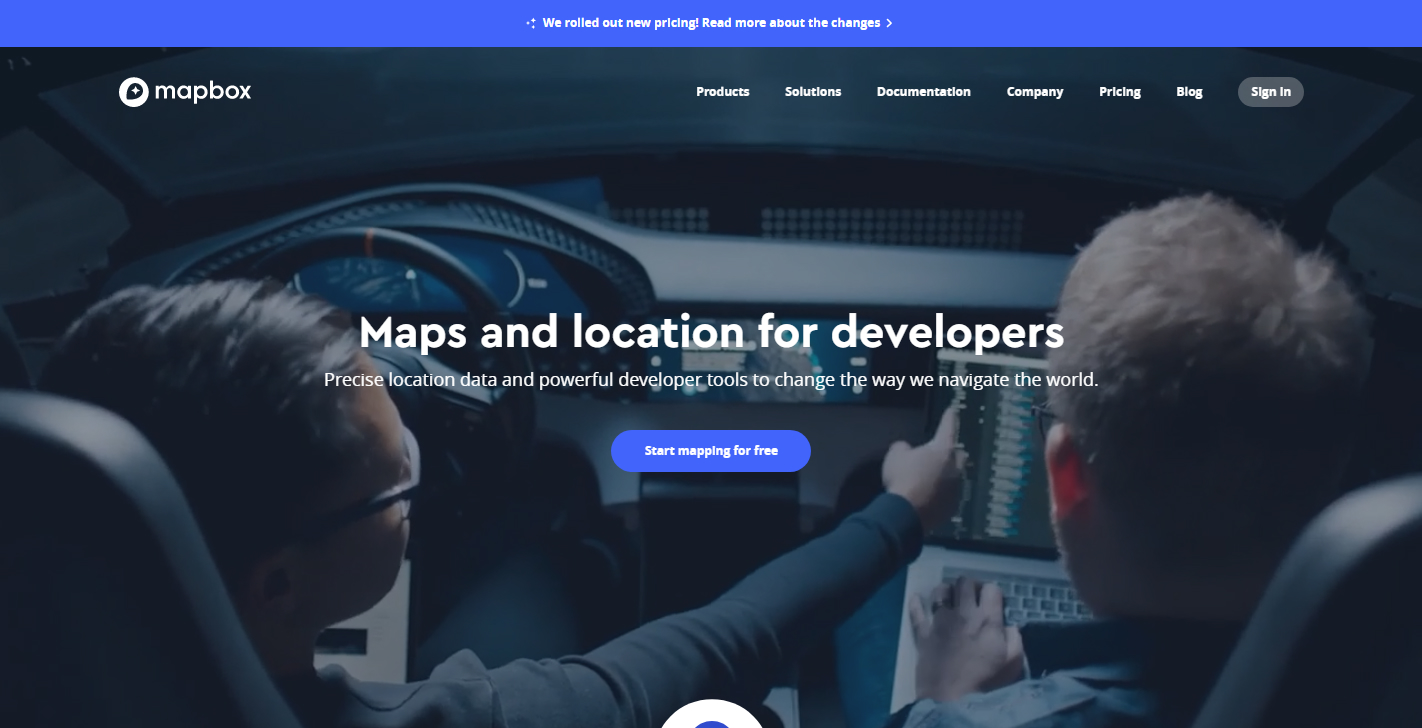 We rolled out new pricing! Read more about the changes
mapbox
Products Solutions Documentation Company Pricing Blog Sign in
Maps and location for developers
Precise location data and powerful developer tools to change the way we navigate the world.
Start mapping for free